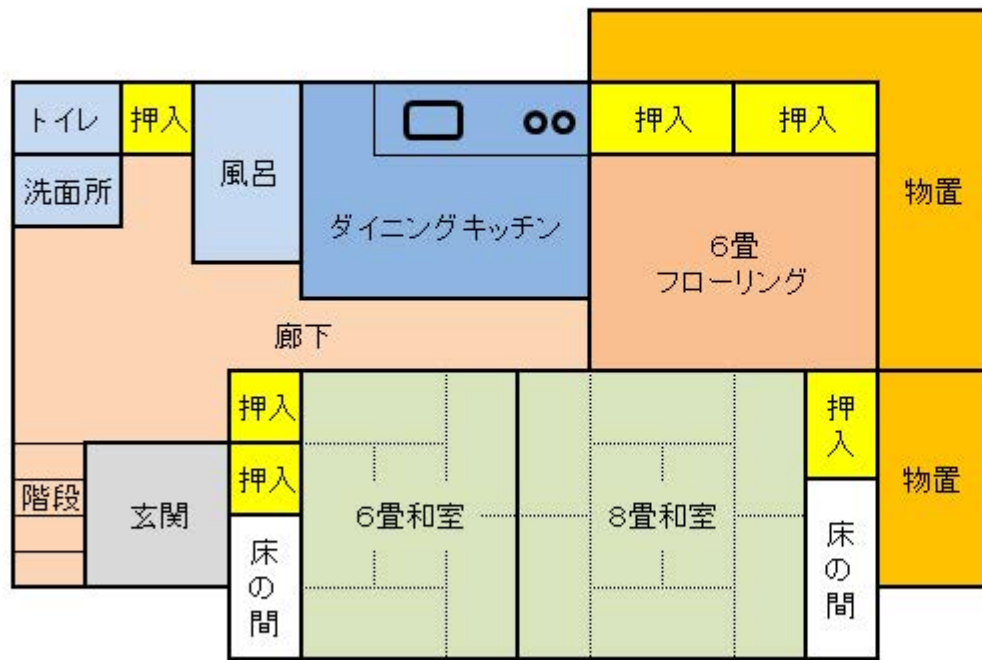 トイレ
押入
洗面所
風呂
ダイニングキッチン
押入
押入
6畳
フローリング
物置
廊下
押入
押入
階段
玄関
床の間
6畳和室
8畳和室
押入
床の間
物置